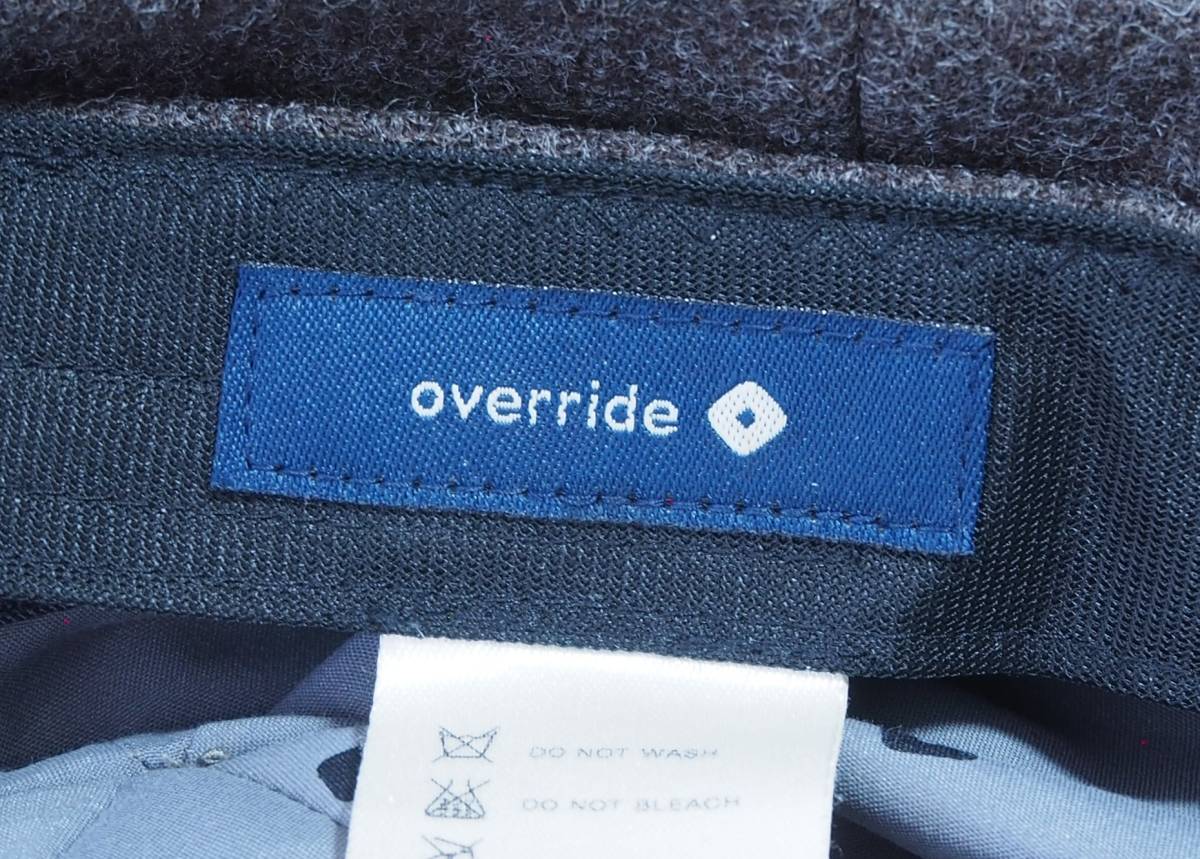 override
DO NOT WASH
DO NOT BLEACH